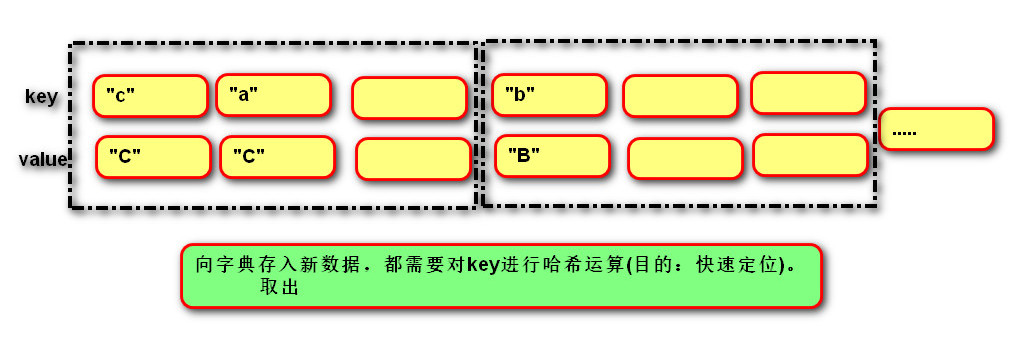 key "c" "a" "b"
.....
value "C" "C" "B"
向字典存入新数据，都需要对key进行哈希运算(目的：快速定位)。
取出